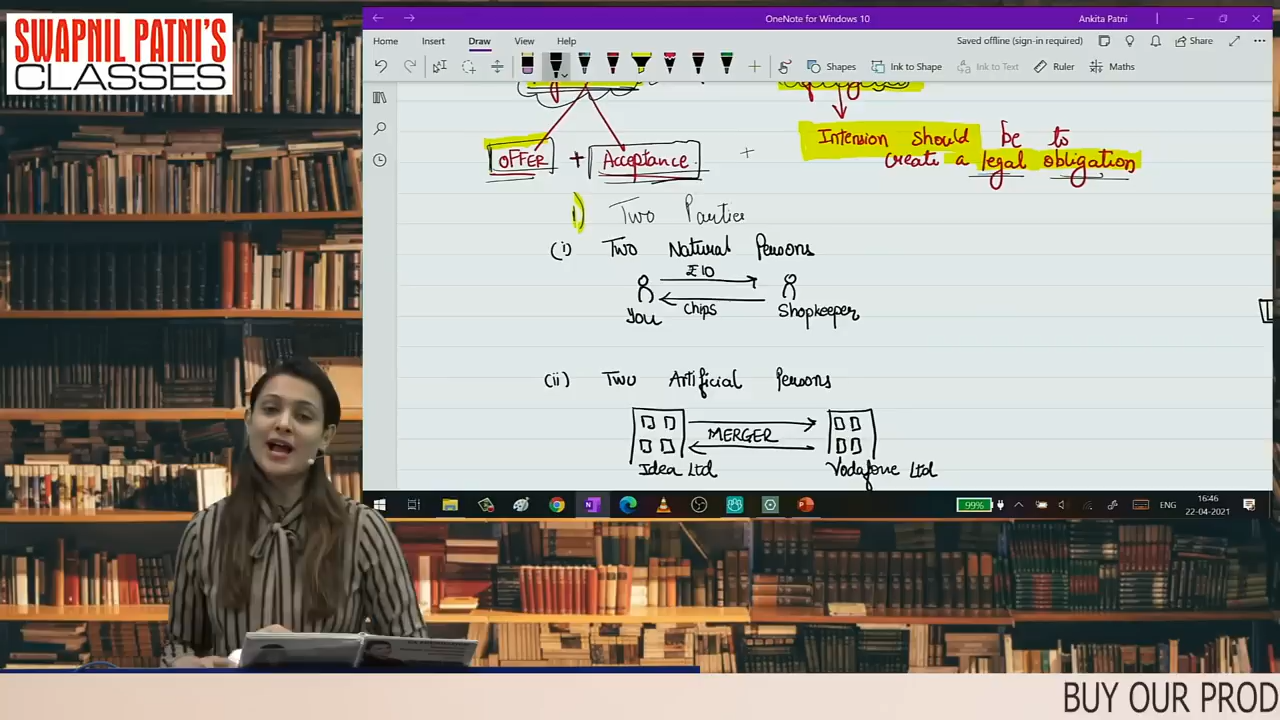 SWAPNIL PATNI'S
CLASSES
OneNote for Windows 10
Ankita Patni
Home Insert Draw View Help
Saved offline (sign-in required)
Share
Shapes
Ink to Shape
Ink to Text
Ruler
Maths
Intension should be to
create a legal obligation
OFFER + Acceptance +
1) Two Parties
(i) Two Natural Persons
₹10
chips
You
Shopkeeper
(ii) Two Artificial Persons
MERGER
Idea Ltd
Vodafone Ltd
99%
ENG
16:46
22-04-2021
BUY OUR PROD